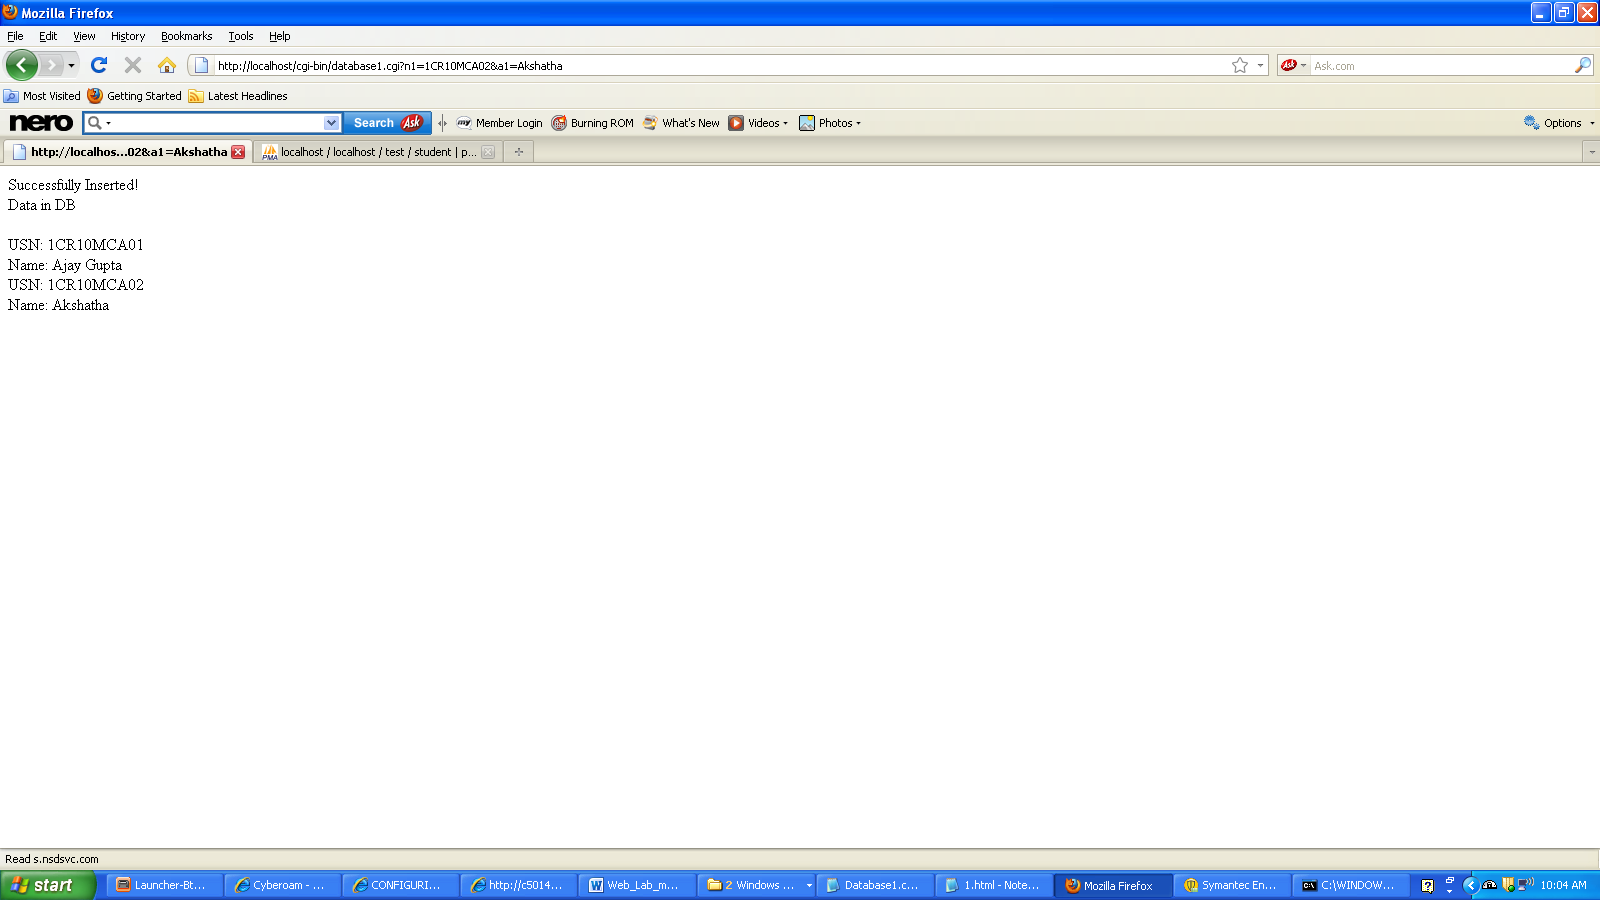 Mozilla Firefox
File Edit View History Bookmarks Tools Help
http://localhost/cgi-bin/database1.cgi?n1=1CR10MCA02&a1=Akshatha
Ask Ask.com
Most Visited Getting Started Latest Headlines
nero Search Ask my Member Login Burning ROM What's New Videos Photos Options
http://localhos...02&a1=Akshatha PMA localhost / localhost / test / student | p...
Successfully Inserted!
Data in DB
USN: 1CR10MCA01
Name: Ajay Gupta
USN: 1CR10MCA02
Name: Akshatha
Read s.nsdsvc.com
start Launcher-Bt... Cyberoam - ... CONFIGURI... http://c5014... Web_Lab_m... 2 Windows ... Database1.c... 1.html - Note... Mozilla Firefox Symantec En... C:\WINDOW... 10:04 AM